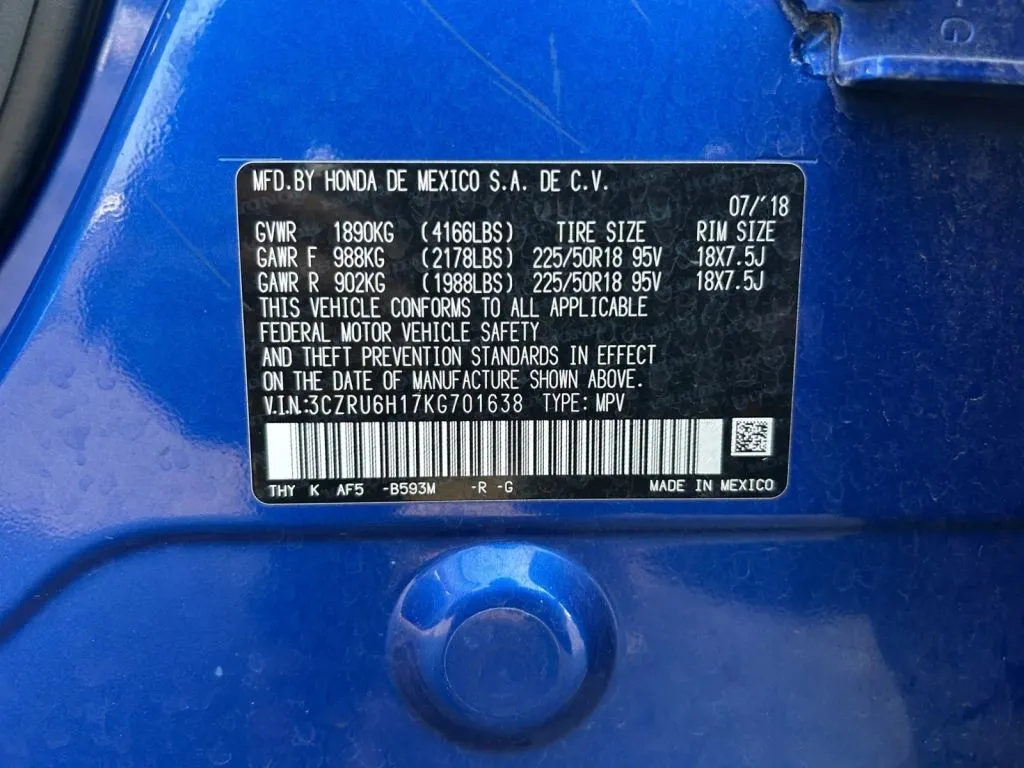 MFD.BY HONDA DE MEXICO S.A. DE C.V.
07/'18
GVWR 1890KG (4166LBS) TIRE SIZE RIM SIZE
GAWR F 988KG (2178LBS) 225/50R18 95V 18X7.5J
GAWR R 902KG (1988LBS) 225/50R18 95V 18X7.5J
THIS VEHICLE CONFORMS TO ALL APPLICABLE
FEDERAL MOTOR VEHICLE SAFETY
AND THEFT PREVENTION STANDARDS IN EFFECT
ON THE DATE OF MANUFACTURE SHOWN ABOVE.
V.I.N.:3CZRU6H17KG701638 TYPE: MPV
THY K AF5 -B593M -R -G MADE IN MEXICO